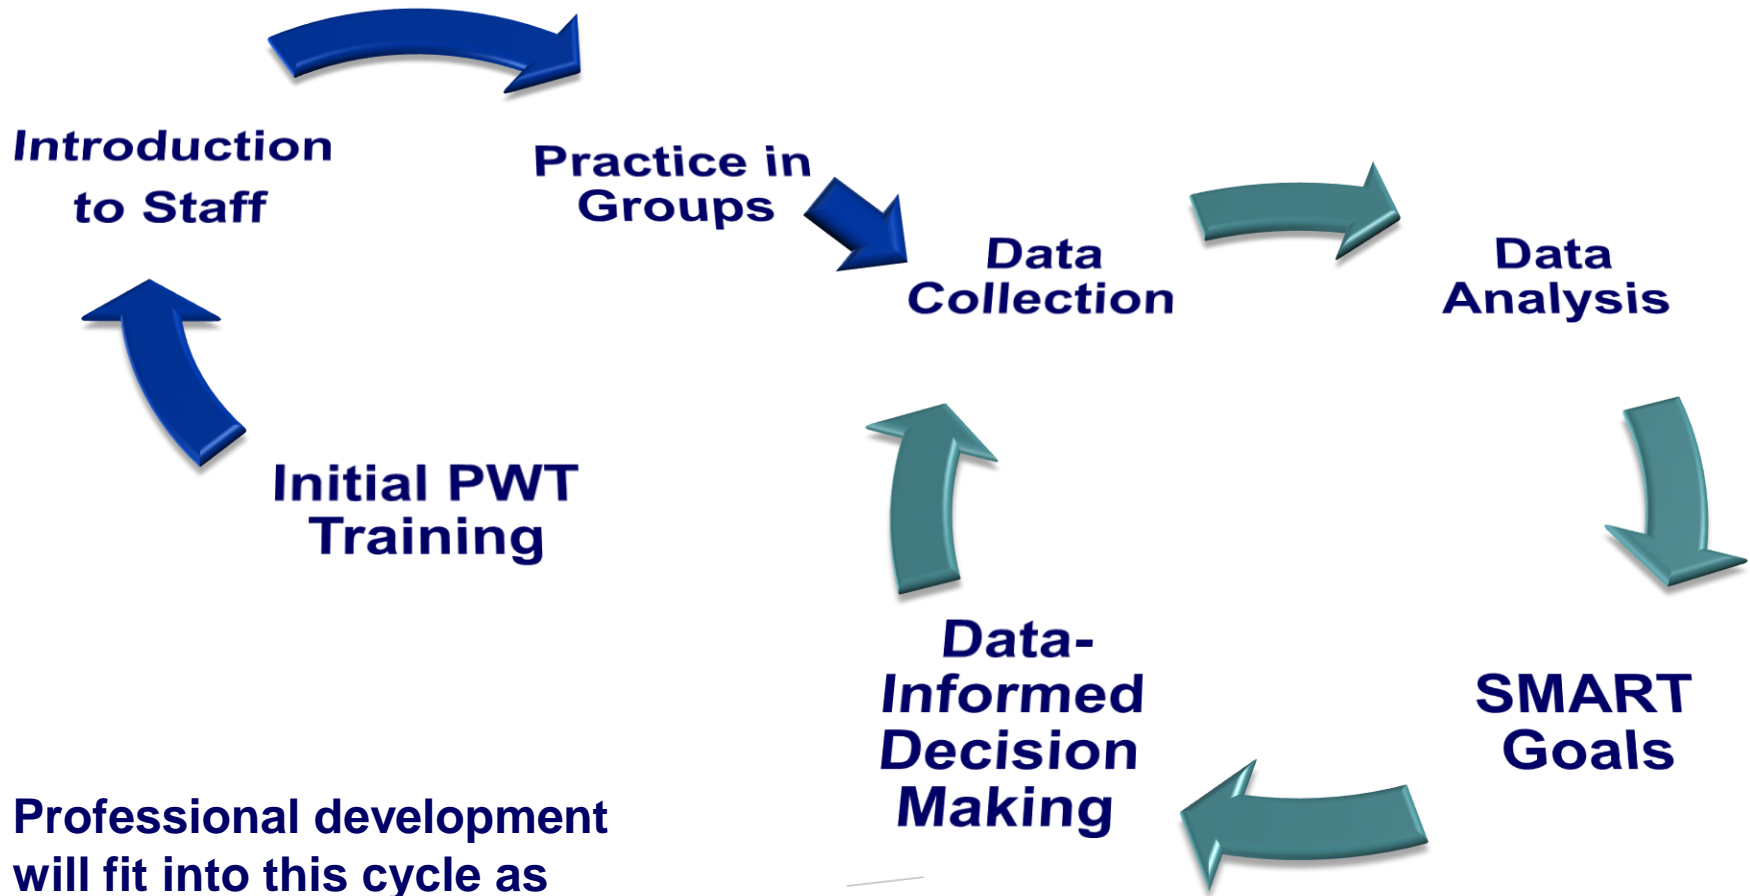 Introduction
to Staff
Practice in
Groups
Data
Collection
Data
Analysis
Initial PWT
Training
Data-
Informed
Decision
Making
SMART
Goals
Professional development
will fit into this cycle as